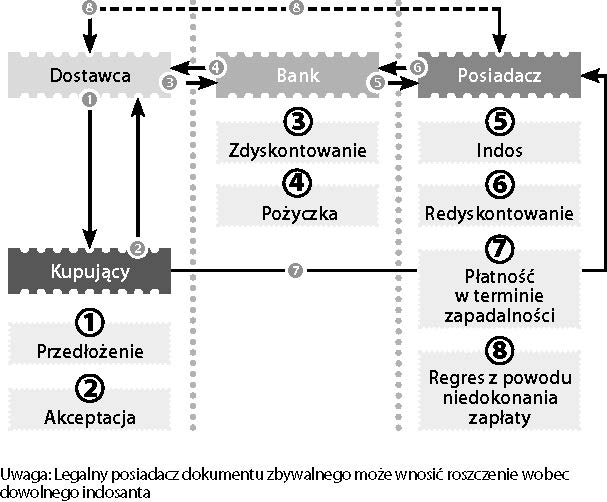 8 8
Dostawca 3 4 Bank 5 6 Posiadacz
1
3
Zdyskontowanie
5
Indos
4
Pożyczka
6
Redyskontowanie
2
Kupujący 7
7
Płatność
w terminie
zapadalności
1
Przedłożenie
2
Akceptacja
8
Regres z powodu
niedokonania
zapłaty
Uwaga: Legalny posiadacz dokumentu zbywalnego może wnosić roszczenie wobec
dowolnego indosanta